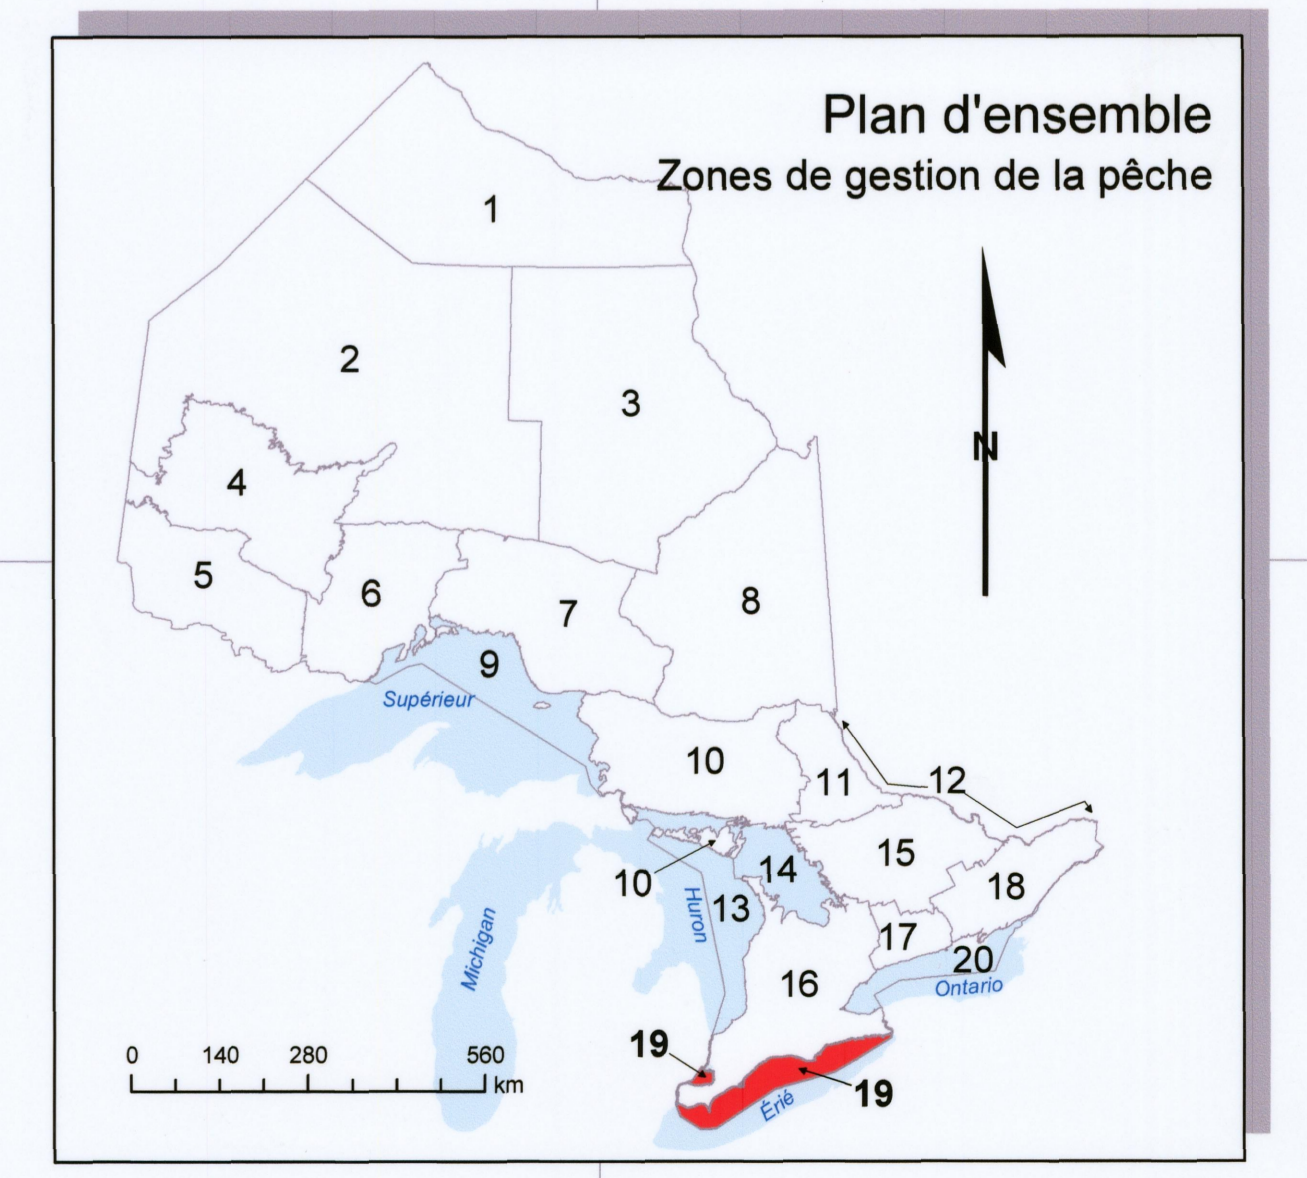 Plan d'ensemble
Zones de gestion de la pêche
1
2
3
N
4
5
6
7
8
9
Supérieur
10
11
12
10
14
15
18
13
Huron
17
20
Ontario
Michigan
16
19
19
Érié
0 140 280 560
km